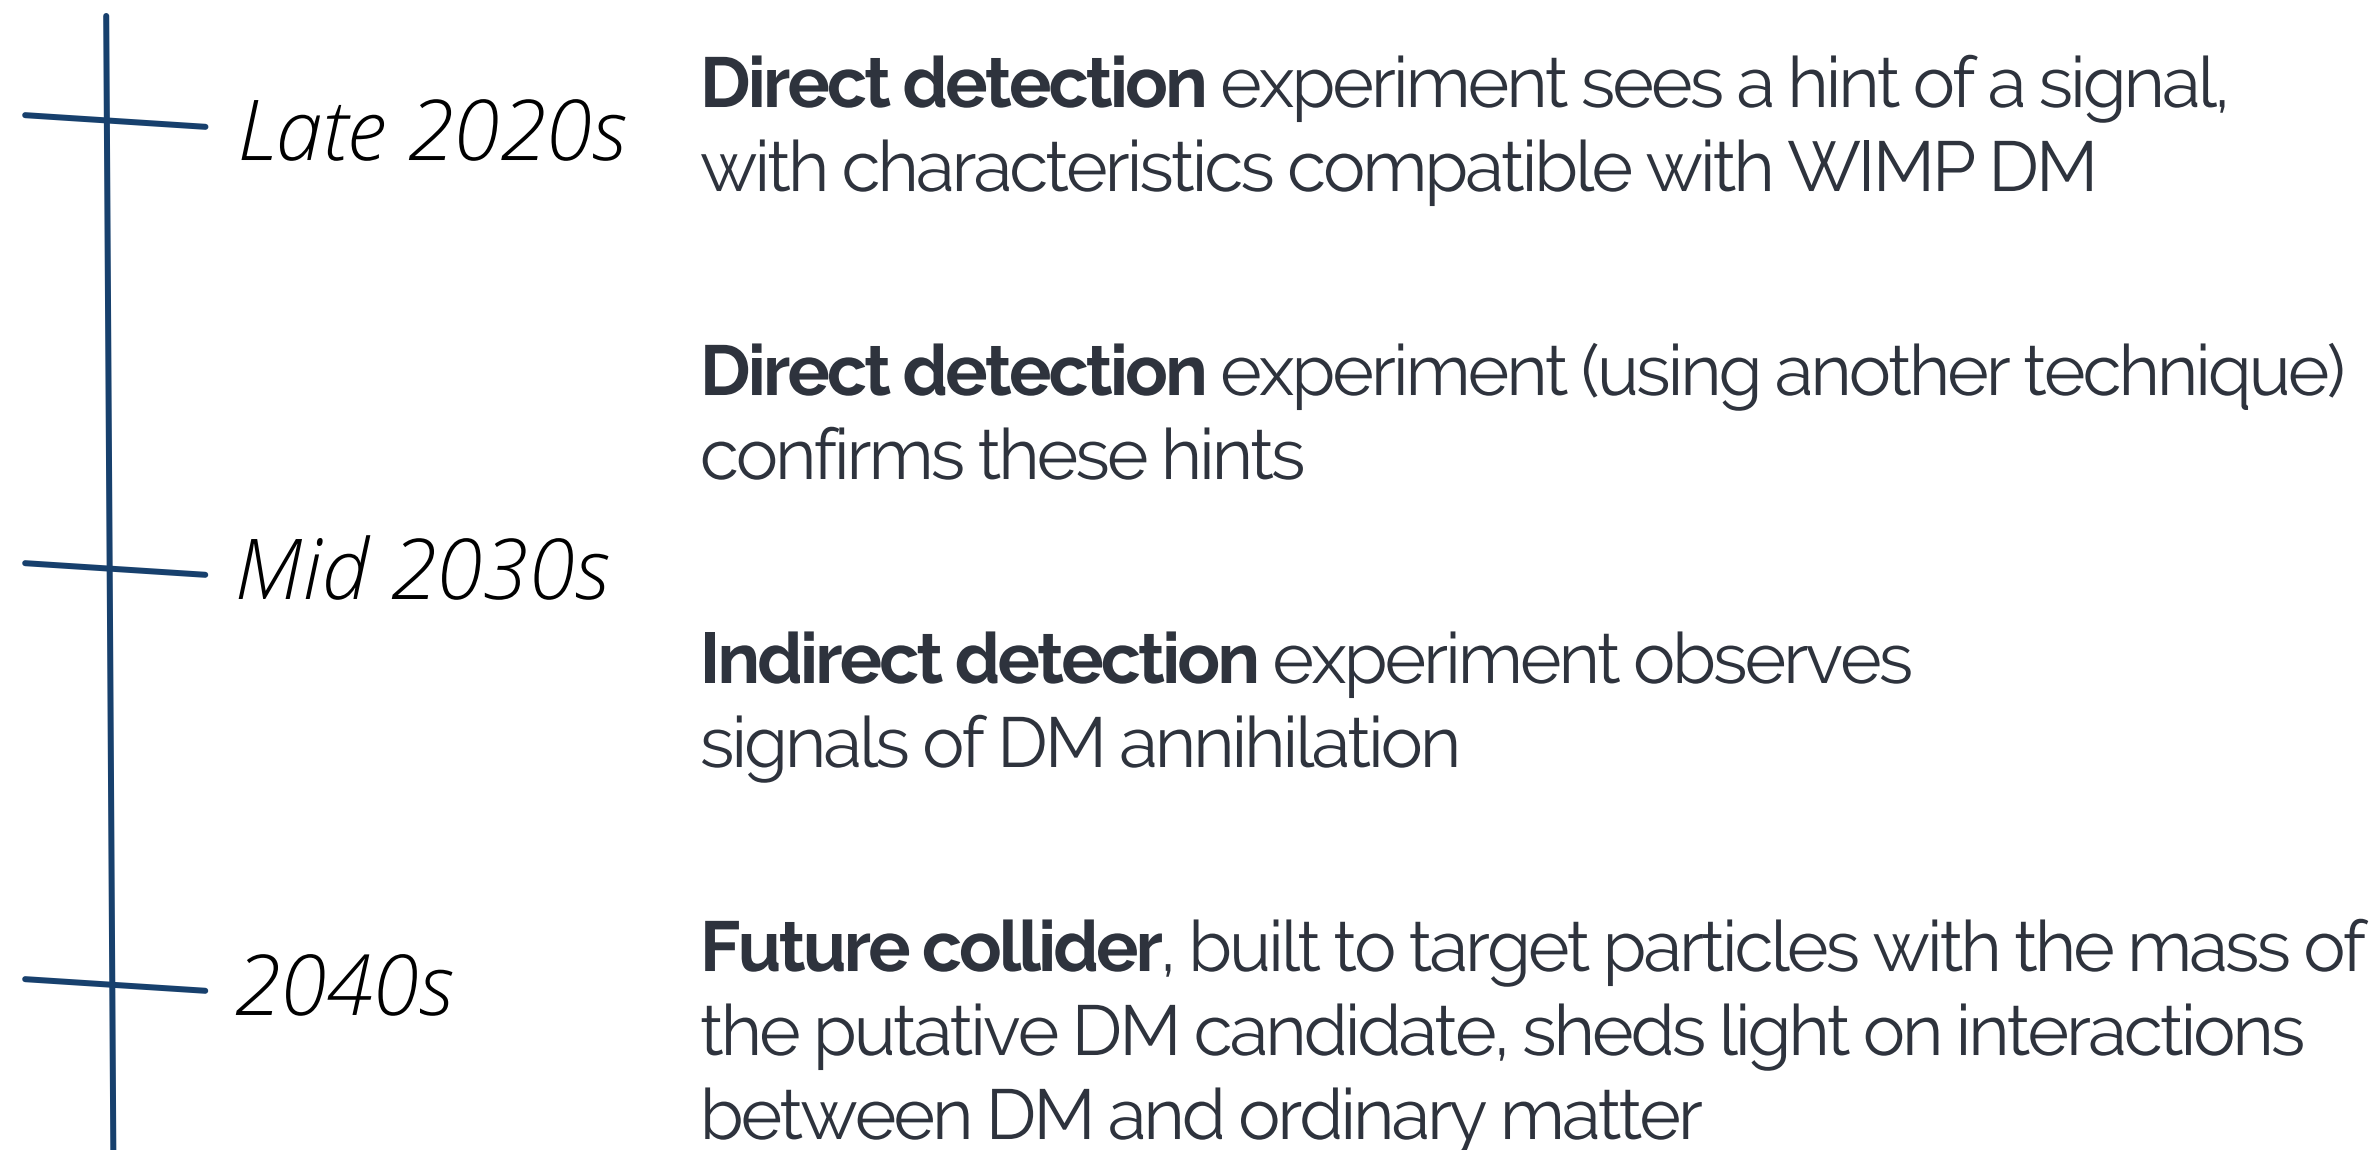 Late 2020s
Direct detection experiment sees a hint of a signal,
with characteristics compatible with WIMP DM
Direct detection experiment (using another technique)
confirms these hints
Mid 2030s
Indirect detection experiment observes
signals of DM annihilation
2040s
Future collider, built to target particles with the mass of
the putative DM candidate, sheds light on interactions
between DM and ordinary matter